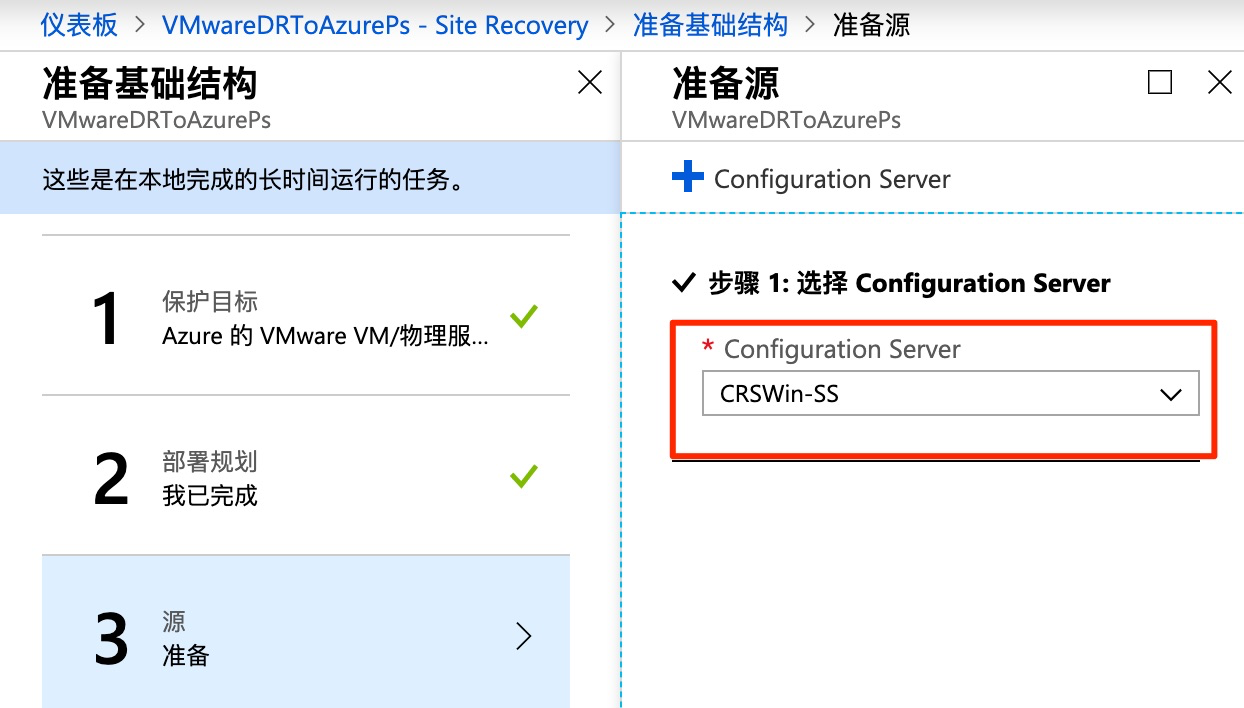 仪表板 > VMwareDRToAzurePs - Site Recovery > 准备基础结构 > 准备源
准备基础结构
VMwareDRToAzurePs
这些是在本地完成的长时间运行的任务。
1
保护目标
Azure 的 VMware VM/物理服...
2
部署规划
我已完成
3
源
准备
准备源
VMwareDRToAzurePs
Configuration Server
步骤 1: 选择 Configuration Server
* Configuration Server
CRSWin-SS